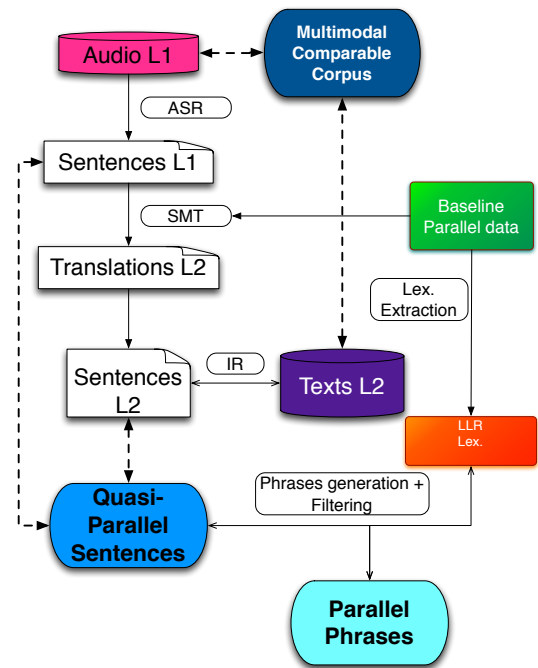 Audio L1
Multimodal
Comparable
Corpus
ASR
Sentences L1
SMT
Baseline
Parallel data
Translations L2
Lex.
Extraction
IR
Sentences
L2
Texts L2
LLR
Lex.
Phrases generation +
Filtering
Quasi-
Parallel
Sentences
Parallel
Phrases